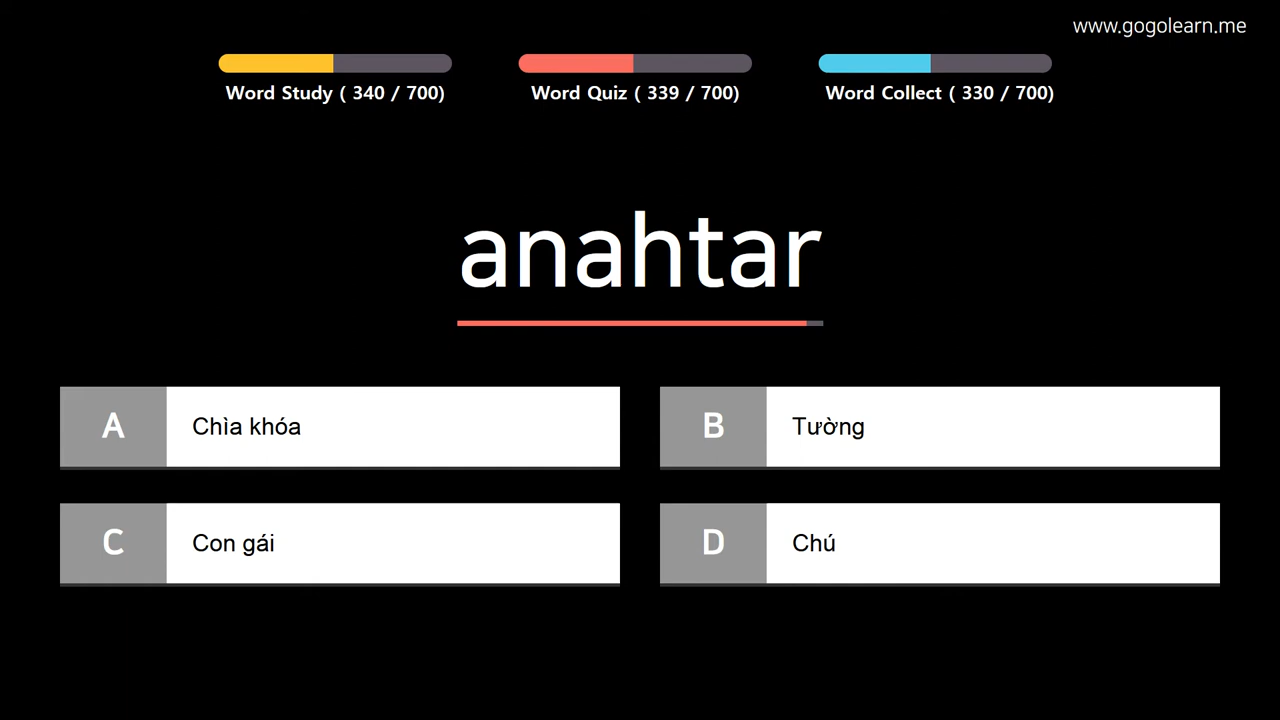 www.gogolearn.me
Word Study ( 340 / 700)
Word Quiz ( 339 / 700)
Word Collect ( 330 / 700)
anahtar
A Chìa khóa
B Tường
C Con gái
D Chú